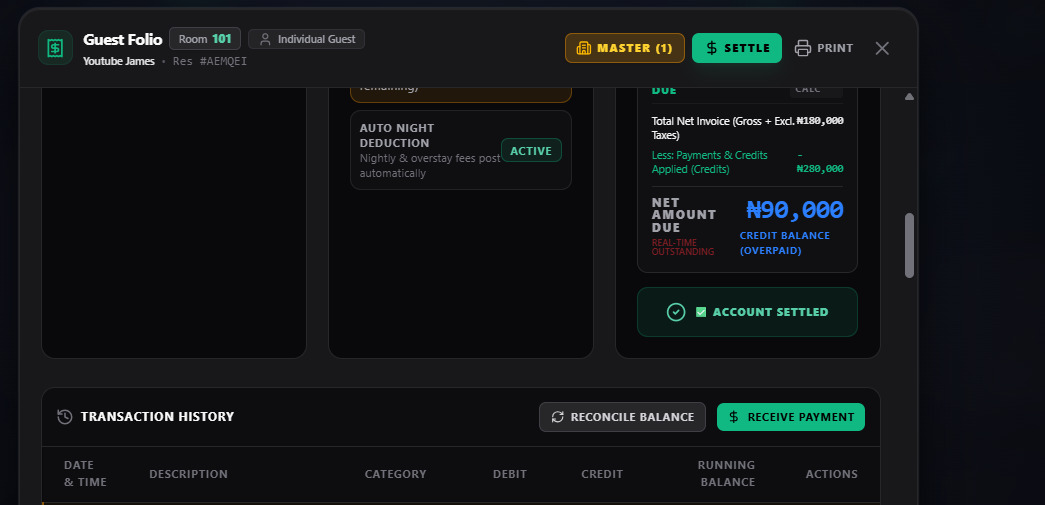 Guest Folio
Room 101
Individual Guest
Youtube James • Res #AEMQEI
MASTER (1)
$ SETTLE
PRINT
remaining)
AUTO NIGHT
DEDUCTION
Nightly & overstay fees post
automatically
ACTIVE
DUE
CALC
Total Net Invoice (Gross + Excl.
Taxes)
₦180,000
Less: Payments & Credits
Applied (Credits)
-
₦280,000
NET
AMOUNT
DUE
REAL-TIME
OUTSTANDING
₦90,000
CREDIT BALANCE
(OVERPAID)
✅ ACCOUNT SETTLED
TRANSACTION HISTORY
RECONCILE BALANCE
$ RECEIVE PAYMENT
DATE
& TIME
DESCRIPTION
CATEGORY
DEBIT
CREDIT
RUNNING
BALANCE
ACTIONS